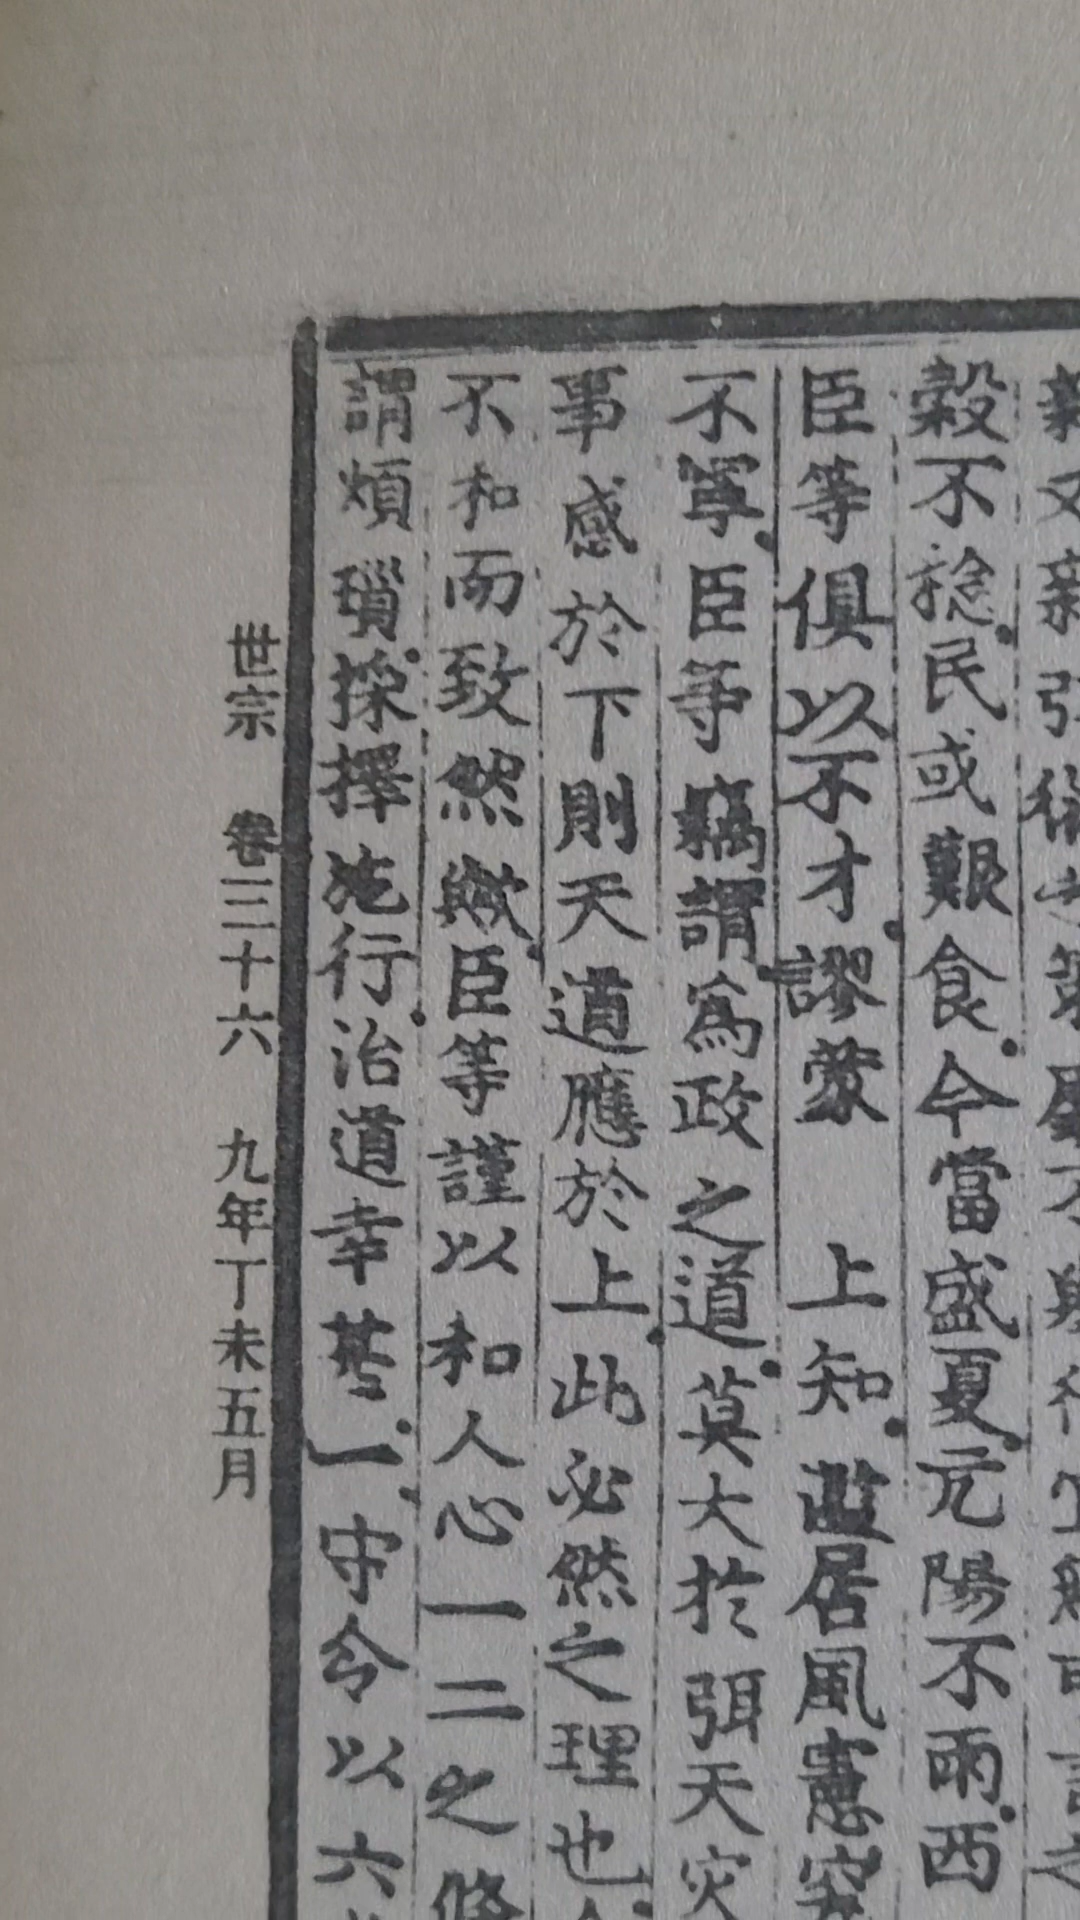 穀不稔民或艱食今當盛夏亢陽不雨西
臣等俱以不才謬蒙 上知
居風憲
不寧臣等竊謂爲政之道莫大於弭天灾
事感於下則天道應於上此必然之理也
不和而致然歟臣等謹以和人心一二之條
謂煩瑣採擇施行治道幸甚一守令以六
世宗 卷三十六 九年丁未五月